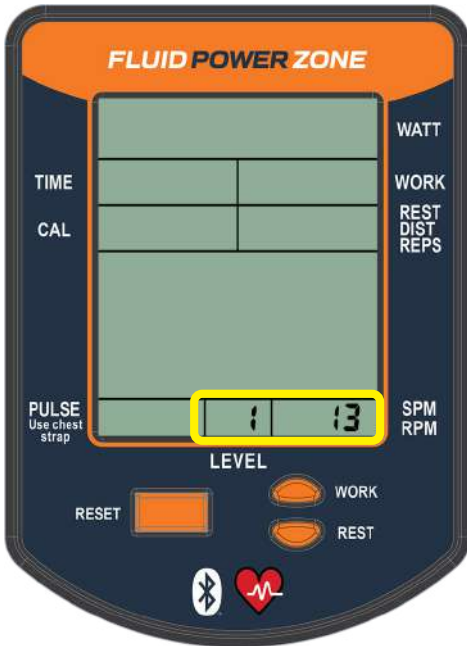 FLUID POWER ZONE
WATT
TIME
WORK
CAL
REST
DIST
REPS
PULSE
Use chest
strap
1
13
SPM
RPM
LEVEL
RESET
WORK
REST